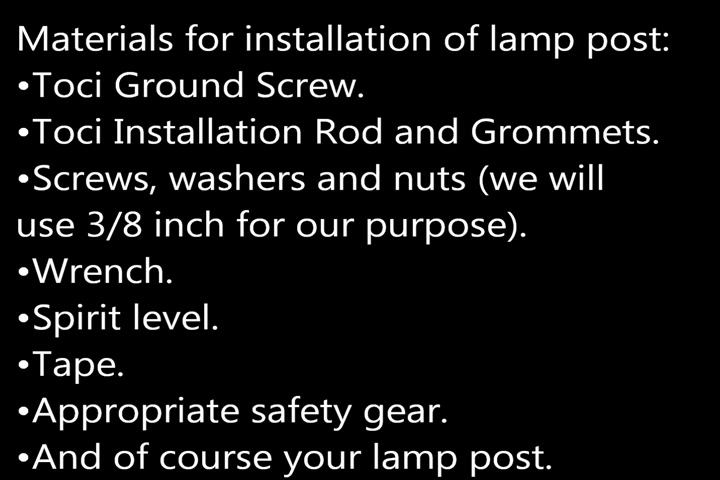 Materials for installation of lamp post:
•Toci Ground Screw.
•Toci Installation Rod and Grommets.
•Screws, washers and nuts (we will
use 3/8 inch for our purpose).
•Wrench.
•Spirit level.
•Tape.
•Appropriate safety gear.
•And of course your lamp post.